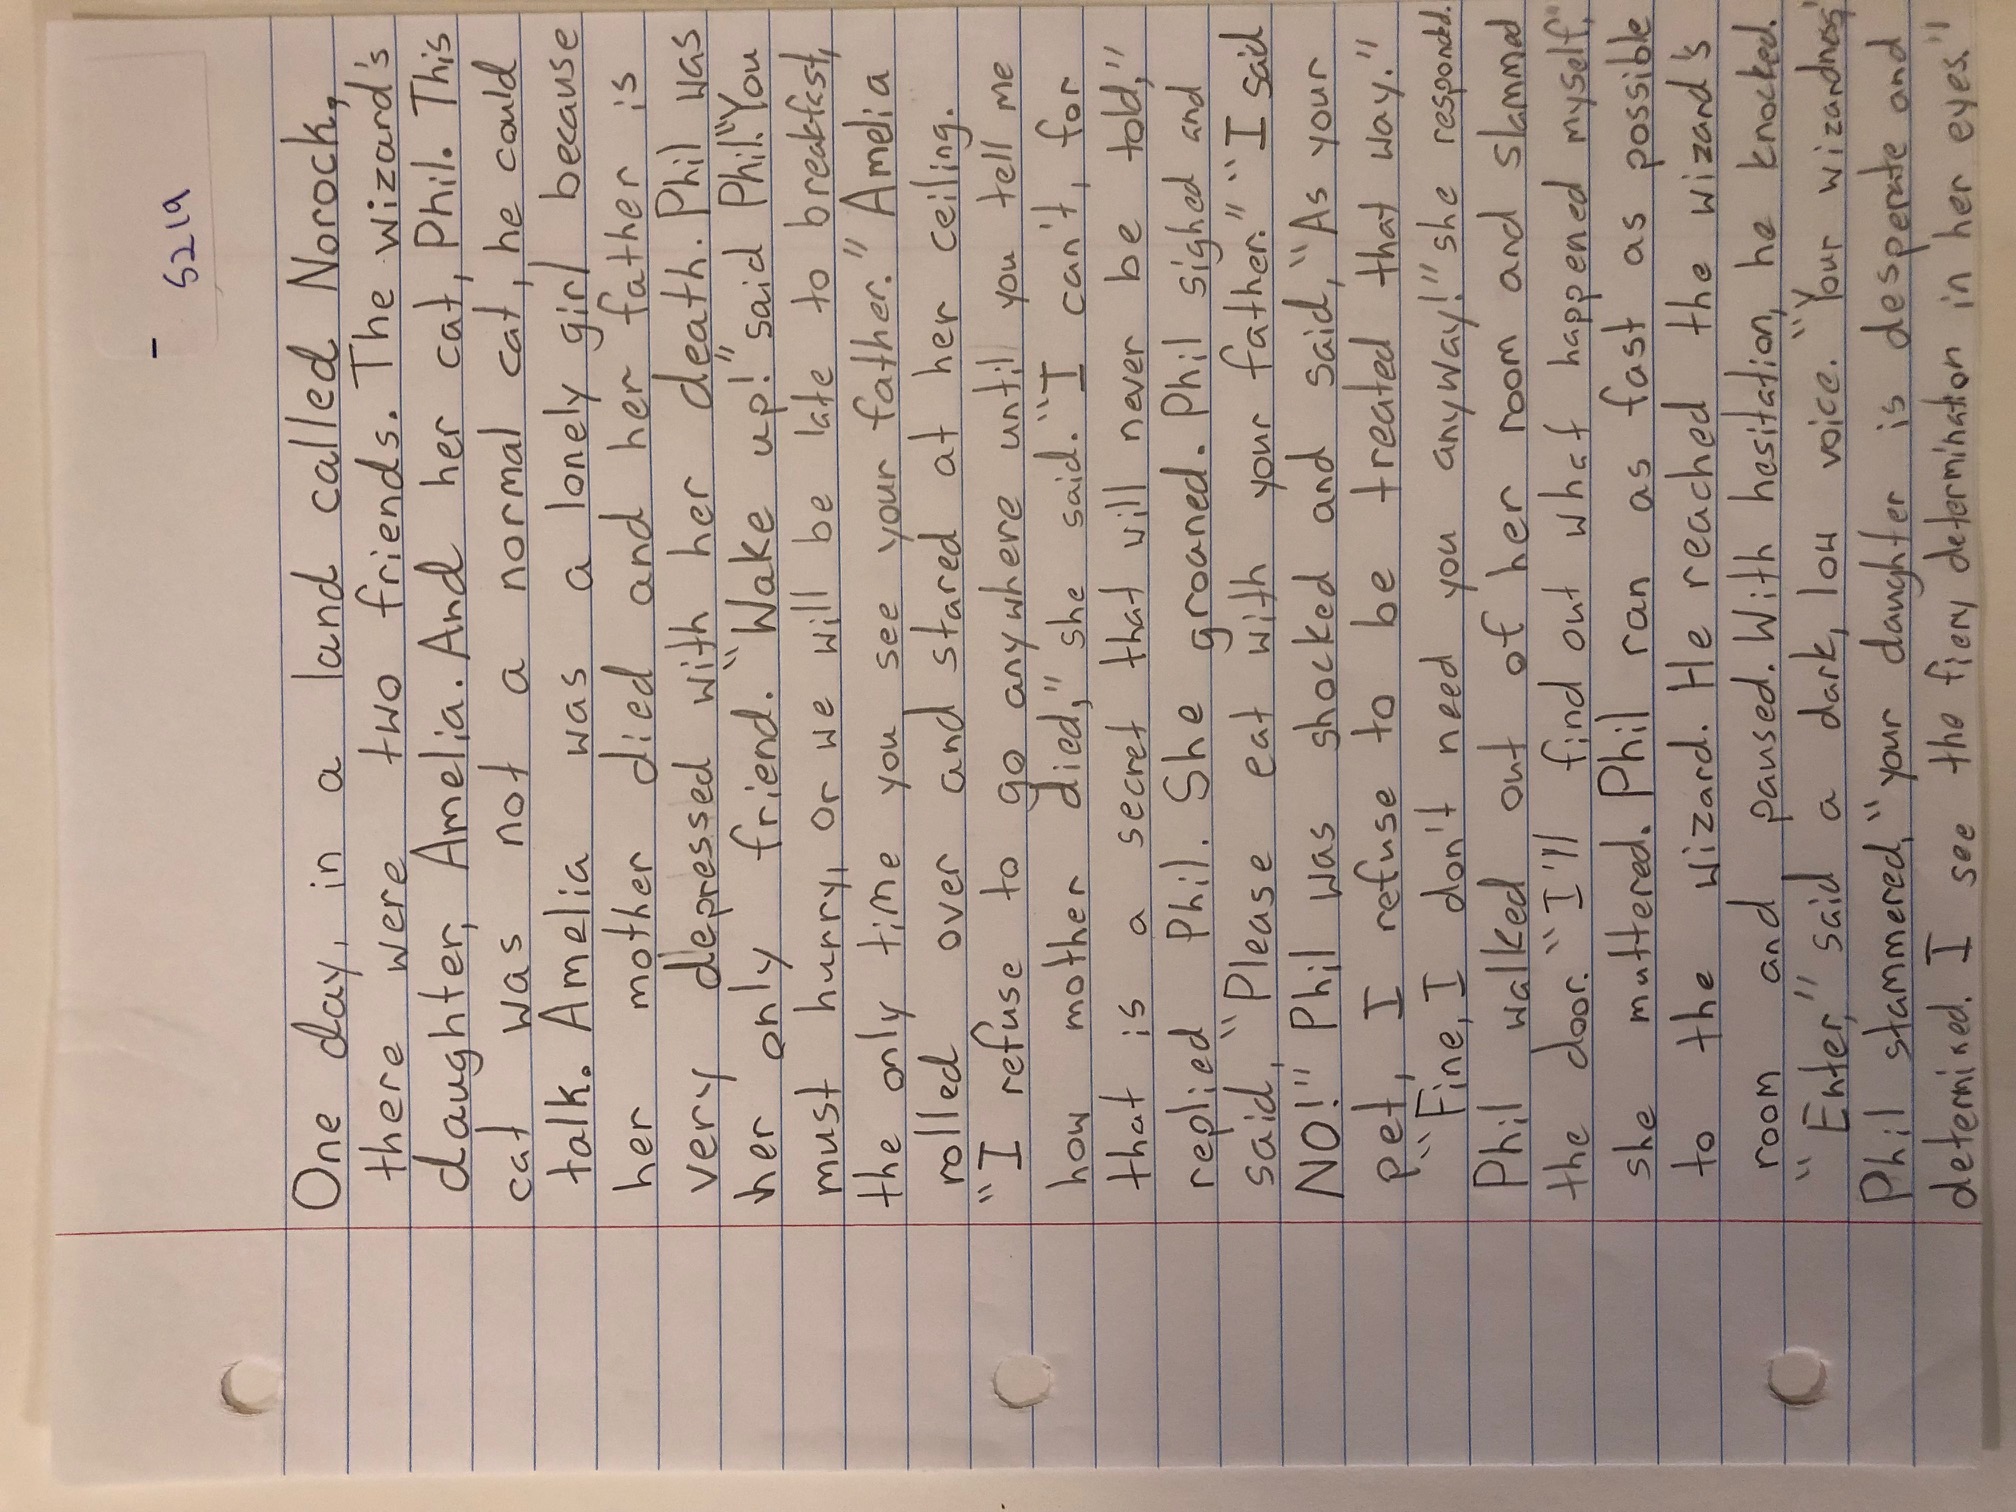 5219
One day, in a land called Norock,
there were two friends. The wizard's
daughter, Amelia. And her cat, Phil. This
cat was not a normal cat, he could
talk. Amelia was a lonely girl because
her mother died and her father is
very depressed with her death. Phil was
her only friend. "Wake up!" said Phil. "You
must hurry, or we will be late to breakfast,
the only time you see your father." Amelia
rolled over and stared at her ceiling.
"I refuse to go anywhere until you tell me
how mother died," she said. "I can't, for
that is a secret that will never be told,"
replied Phil. She groaned. Phil sighed and
said, "Please eat with your father." "I said
NO!" Phil was shocked and said, "As your
pet, I refuse to be treated that way."
"Fine, I don't need you anyway!" she responded.
Phil walked out of her room and slammed
the door. "I'll find out what happened myself,"
she muttered. Phil ran as fast as possible
to the wizard. He reached the wizard's
room and paused. With hesitation, he knocked.
"Enter," said a dark, low voice. "Your wizardness,"
Phil stammered, "your daughter is desperate and
determined. I see the fiery determination in her eyes."